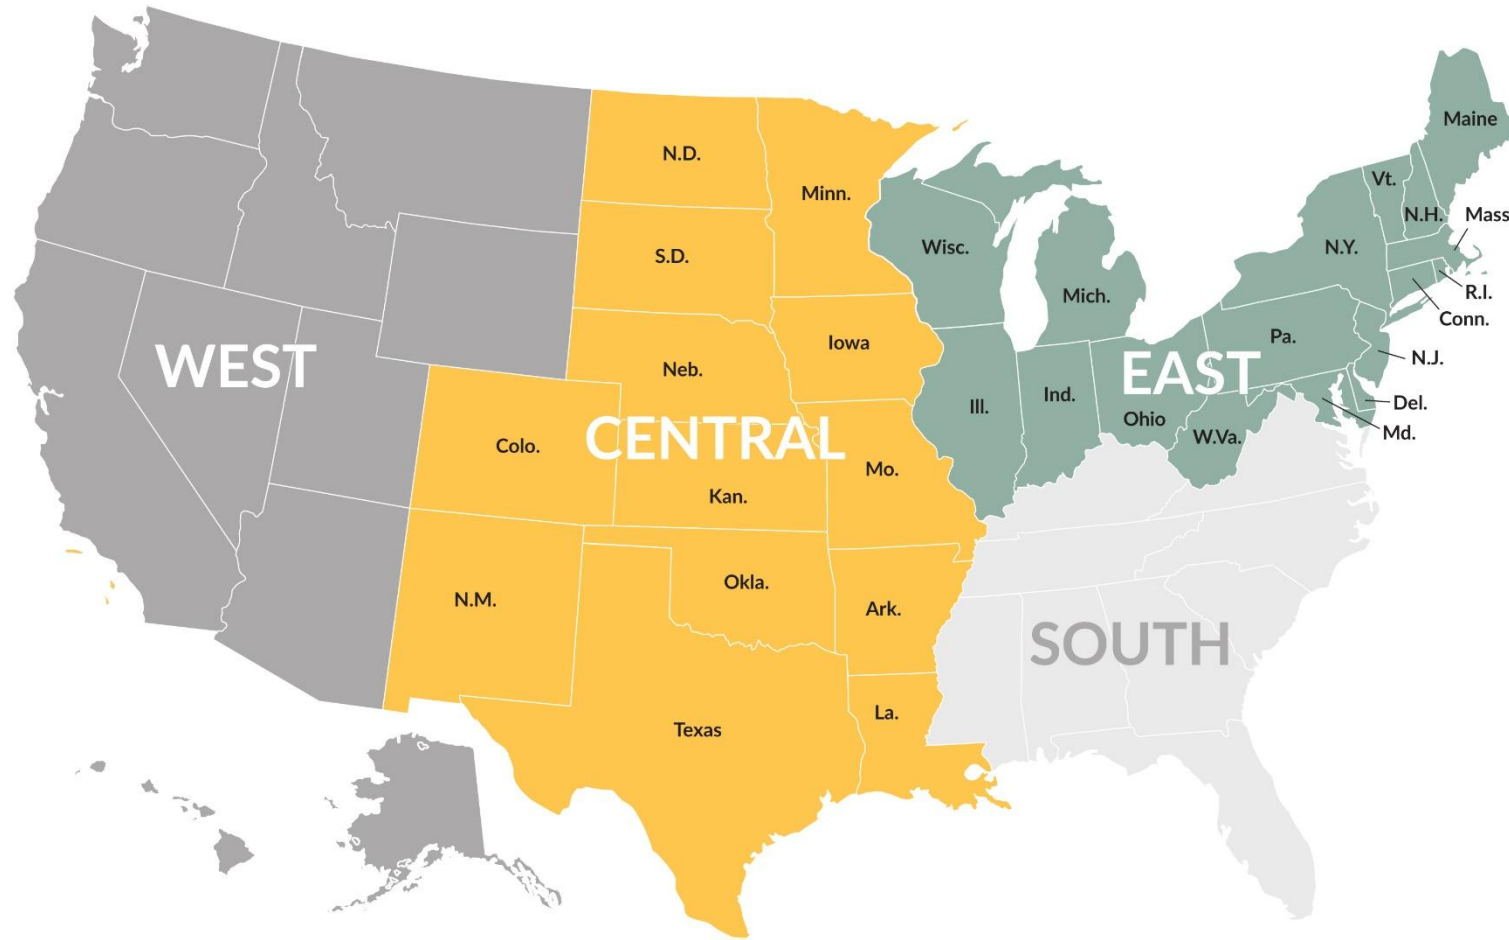 Maine
N.D.
Vt.
Minn.
N.H.
Mass
Wisc.
N.Y.
S.D.
R.I.
Mich.
Conn.
Pa.
Iowa
N.J.
WEST
EAST
Neb.
Ind.
Del.
Ill.
Ohio
Md.
W.Va.
CENTRAL
Colo.
Mo.
Kan.
Okla.
N.M.
Ark.
SOUTH
La.
Texas